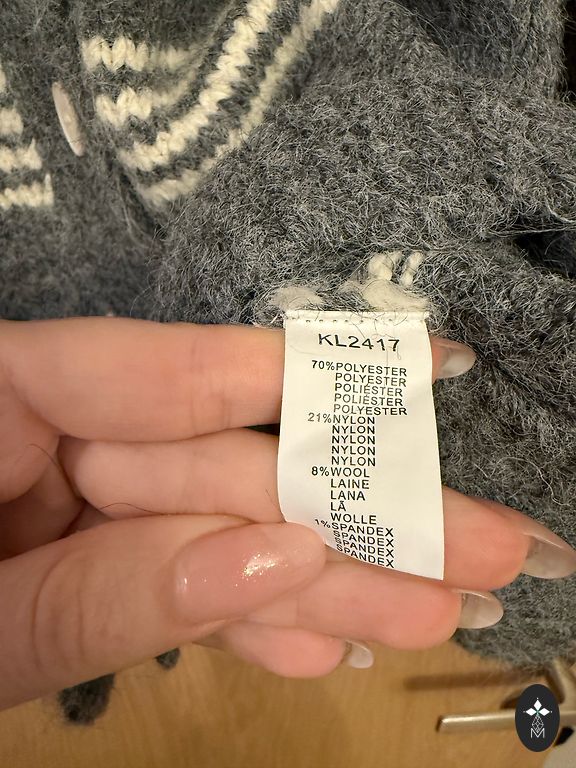 KL2417
70%POLYESTER
POLYESTER
POLIÉSTER
POLIÉSTER
POLYESTER
21%NYLON
NYLON
NYLON
NYLON
NYLON
8%WOOL
LAINE
LANA
LÃ
WOLLE
1%SPANDEX
SPANDEX
SPANDEX
SPANDEX
M